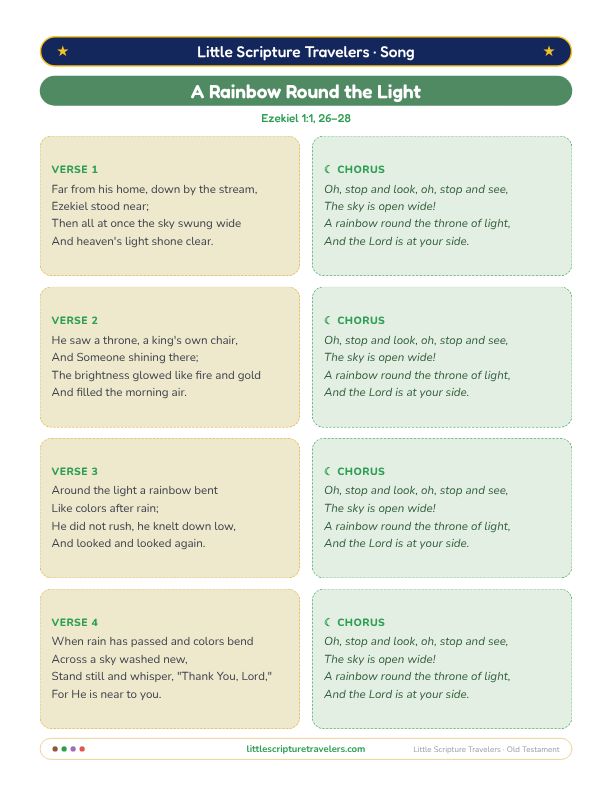 Little Scripture Travelers · Song
A Rainbow Round the Light
Ezekiel 1:1, 26–28
VERSE 1
Far from his home, down by the stream,
Ezekiel stood near;
Then all at once the sky swung wide
And heaven's light shone clear.
☾ CHORUS
Oh, stop and look, oh, stop and see,
The sky is open wide!
A rainbow round the throne of light,
And the Lord is at your side.
VERSE 2
He saw a throne, a king's own chair,
And Someone shining there;
The brightness glowed like fire and gold
And filled the morning air.
☾ CHORUS
Oh, stop and look, oh, stop and see,
The sky is open wide!
A rainbow round the throne of light,
And the Lord is at your side.
VERSE 3
Around the light a rainbow bent
Like colors after rain;
He did not rush, he knelt down low,
And looked and looked again.
☾ CHORUS
Oh, stop and look, oh, stop and see,
The sky is open wide!
A rainbow round the throne of light,
And the Lord is at your side.
VERSE 4
When rain has passed and colors bend
Across a sky washed new,
Stand still and whisper, "Thank You, Lord,"
For He is near to you.
☾ CHORUS
Oh, stop and look, oh, stop and see,
The sky is open wide!
A rainbow round the throne of light,
And the Lord is at your side.
littlescripturetravelers.com
Little Scripture Travelers · Old Testament